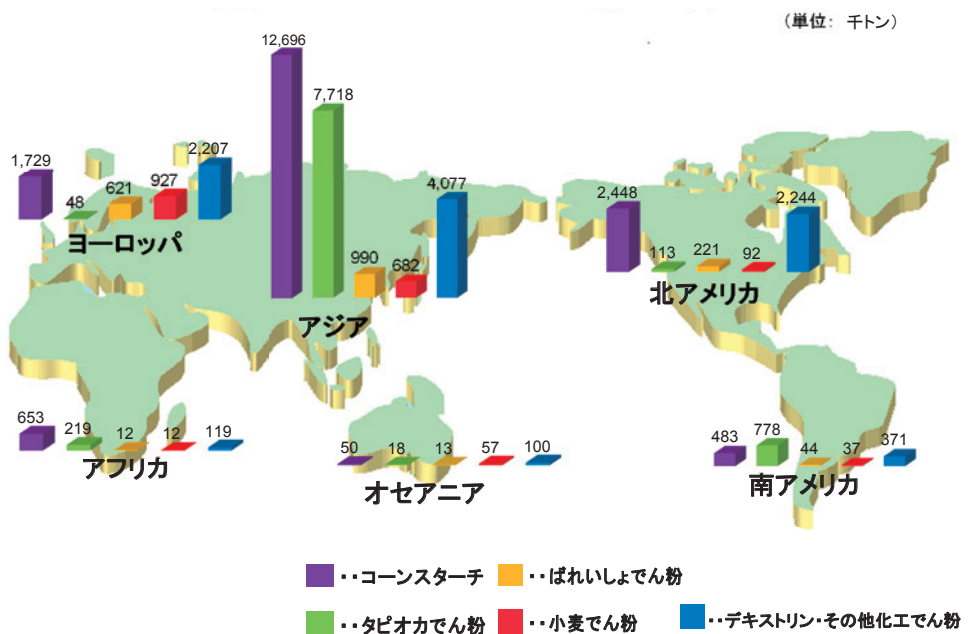 （単位： 千トン）
12,696
7,718
990
682
4,077
アジア
1,729
48
621
927
2,207
ヨーロッパ
2,448
113
221
92
2,244
北アメリカ
653
219
12
12
119
アフリカ
50
18
13
57
100
オセアニア
483
778
44
37
371
南アメリカ
・・コーンスターチ
・・ばれいしょでん粉
・・タピオカでん粉
・・小麦でん粉
・・デキストリン・その他化工でん粉